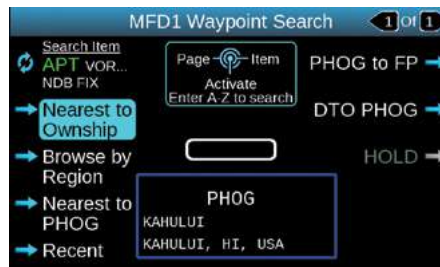 MFD1 Waypoint Search 1 Of 1
Search Item
APT VOR...
NDB FIX
Page Item
Activate
Enter A-Z to search
PHOG to FP
Nearest to
Ownship
DTO PHOG
Browse by
Region
HOLD
Nearest to
PHOG
Recent
PHOG
KAHULUI
KAHULUI, HI, USA